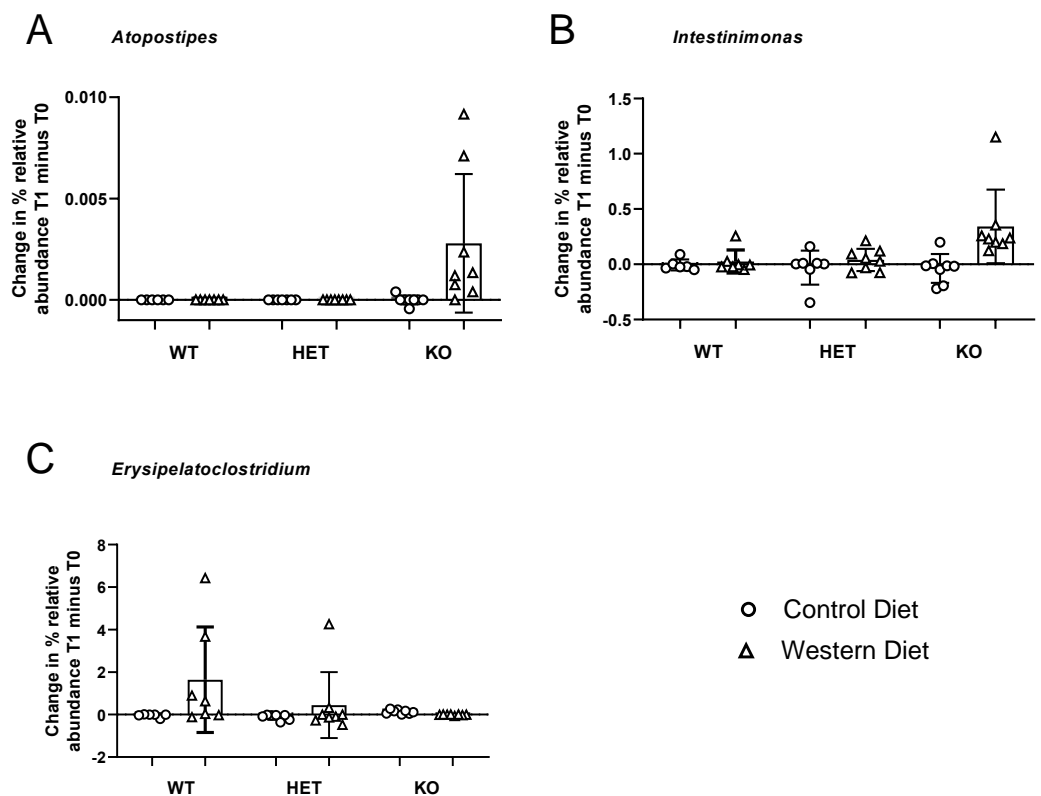 A
Atopostipes
Change in % relative
abundance T1 minus T0
0.010
0.005
0.000
WT
HET
KO
B
Intestinimonas
Change in % relative
abundance T1 minus T0
1.5
1.0
0.5
0.0
-0.5
WT
HET
KO
C
Erysipelatoclostridium
Change in % relative
abundance T1 minus T0
8
6
4
2
0
-2
WT
HET
KO
Control Diet
Western Diet